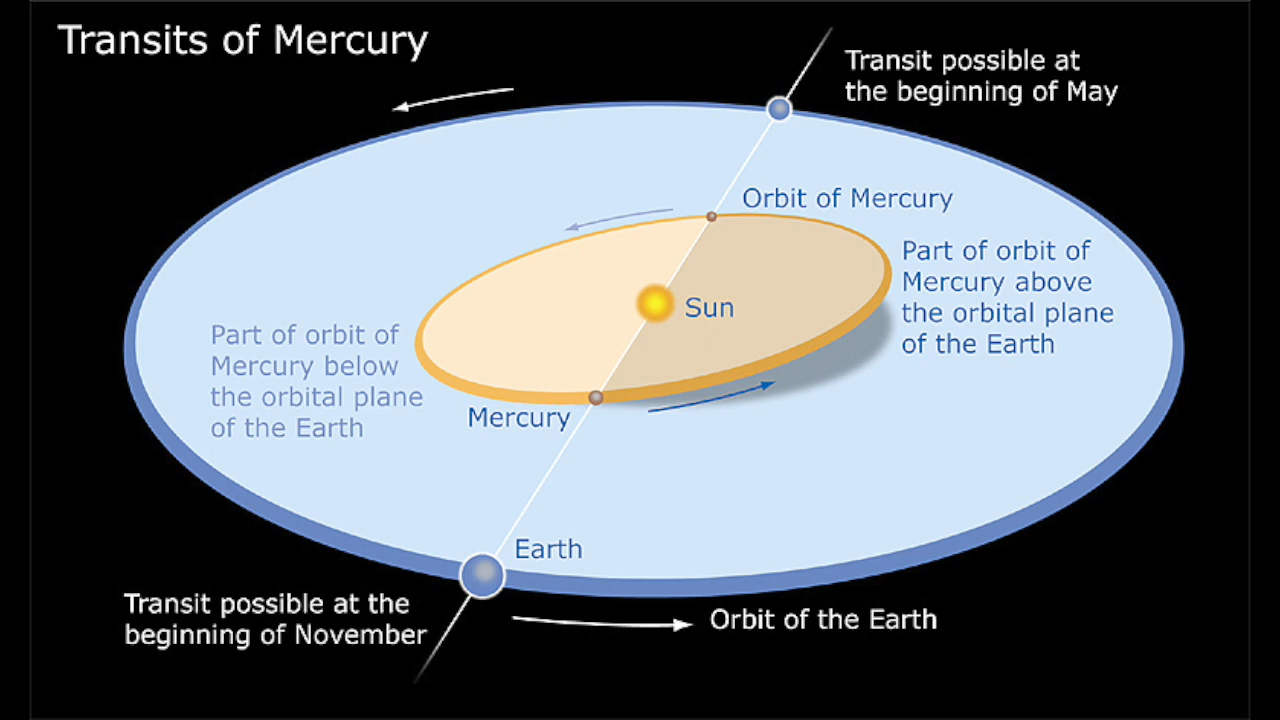 Transits of Mercury
Transit possible at
the beginning of May
Orbit of Mercury
Part of orbit of
Mercury above
the orbital plane
of the Earth
Sun
Part of orbit of
Mercury below
the orbital plane
of the Earth
Mercury
Earth
Transit possible at the
beginning of November
Orbit of the Earth